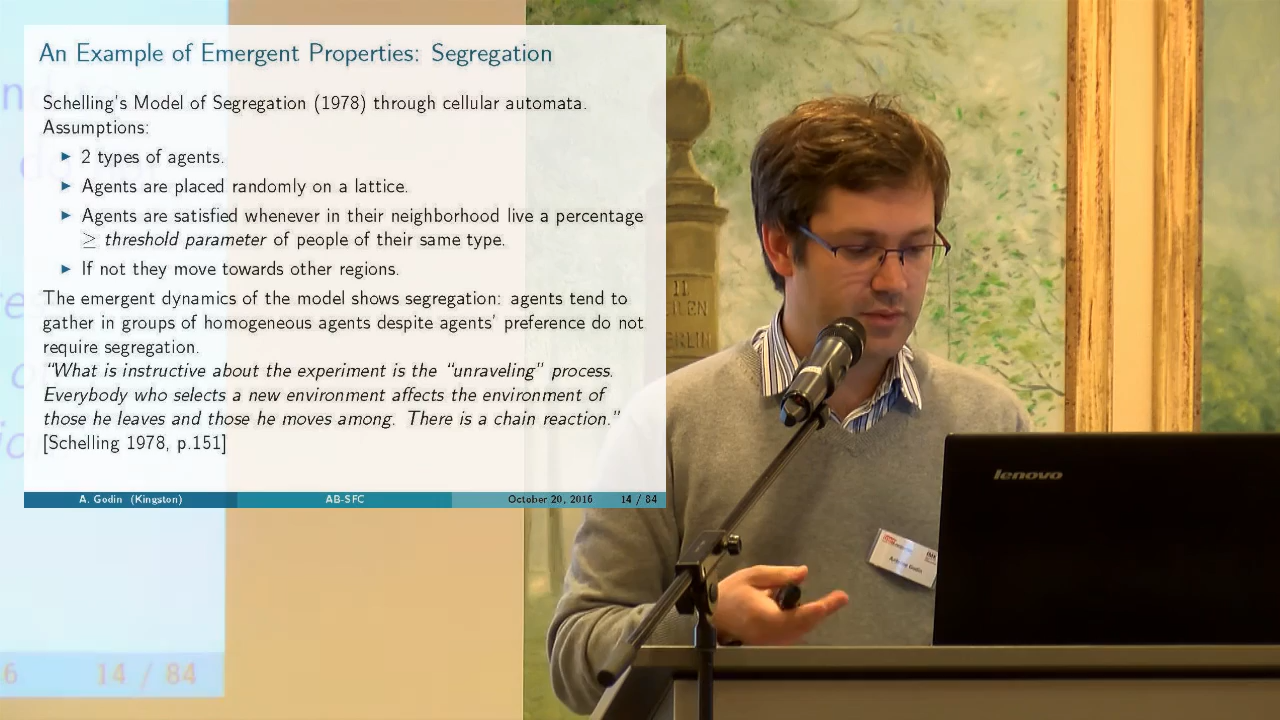 An Example of Emergent Properties: Segregation
Schelling's Model of Segregation (1978) through cellular automata.
Assumptions:
▶ 2 types of agents.
▶ Agents are placed randomly on a lattice.
▶ Agents are satisfied whenever in their neighborhood live a percentage
≥ threshold parameter of people of their same type.
▶ If not they move towards other regions.
The emergent dynamics of the model shows segregation: agents tend to
gather in groups of homogeneous agents despite agents' preference do not
require segregation.
"What is instructive about the experiment is the "unraveling" process.
Everybody who selects a new environment affects the environment of
those he leaves and those he moves among. There is a chain reaction."
[Schelling 1978, p.151]
A. Godin (Kingston) AB-SFC October 20, 2016 14 / 84
6 14 / 84
II
lenovo
Godin